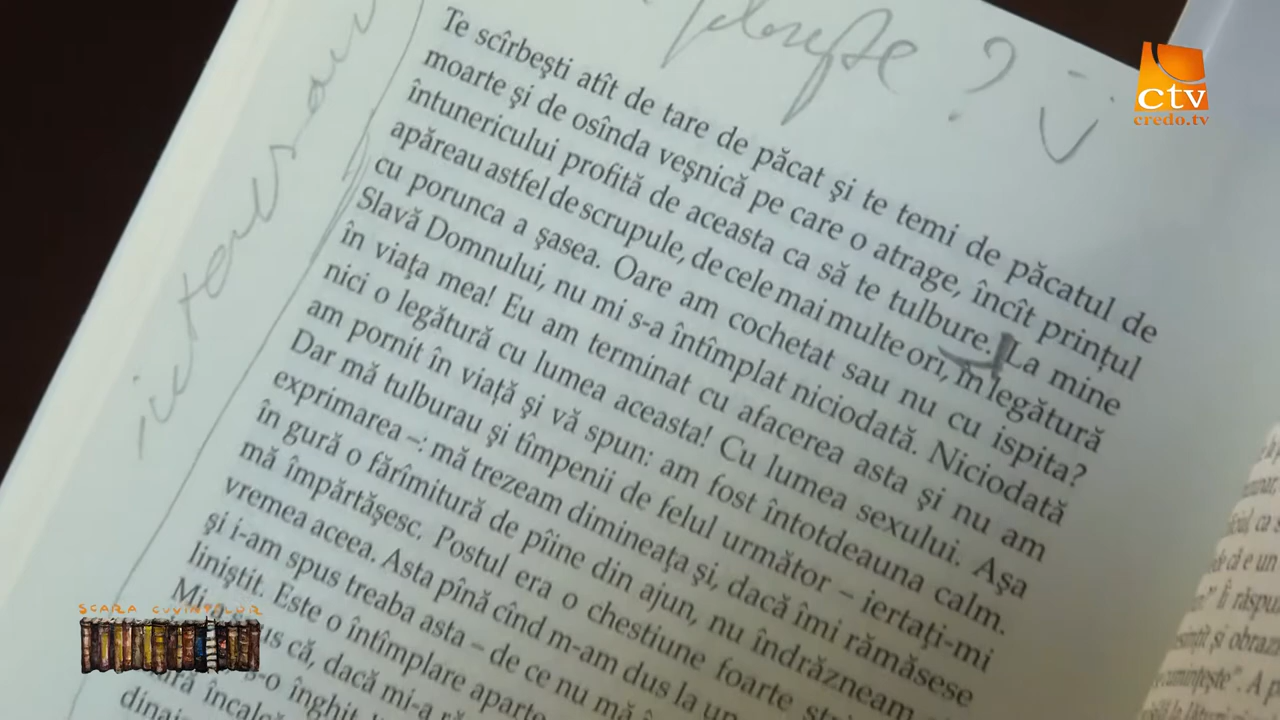 ?
Te scîrbeşti atît de tare de păcat şi te temi de păcatul de
moarte şi de osînda veşnică pe care o atrage, încît prinţul
întunericului profită de aceasta ca să te tulbure. La mine
apăreau astfel de scrupule, de cele mai multe ori, în legătură
cu porunca a şasea. Oare am cochetat sau nu cu ispita?
Slavă Domnului, nu mi s-a întîmplat niciodată. Niciodată
în viaţa mea! Eu am terminat cu afacerea asta şi nu am
nici o legătură cu lumea aceasta! Cu lumea sexului. Aşa
am pornit în viaţă şi vă spun: am fost întotdeauna calm.
Dar mă tulburau şi tîmpenii de felul următor – iertaţi-mi
exprimarea –: mă trezeam dimineaţa şi, dacă îmi rămăsese
în gură o fărîmitură de pîine din ajun, nu îndrăzneam
mă împărtăşesc. Postul era o chestiune foarte
vremea aceea. Asta pînă cînd m-am dus la
şi i-am spus treaba asta – de ce nu mă
liniştit. Este o întîmplare aparte
că, dacă mi-a
s-o înghit
ctv
credo.tv
SCARA CUVINTELOR